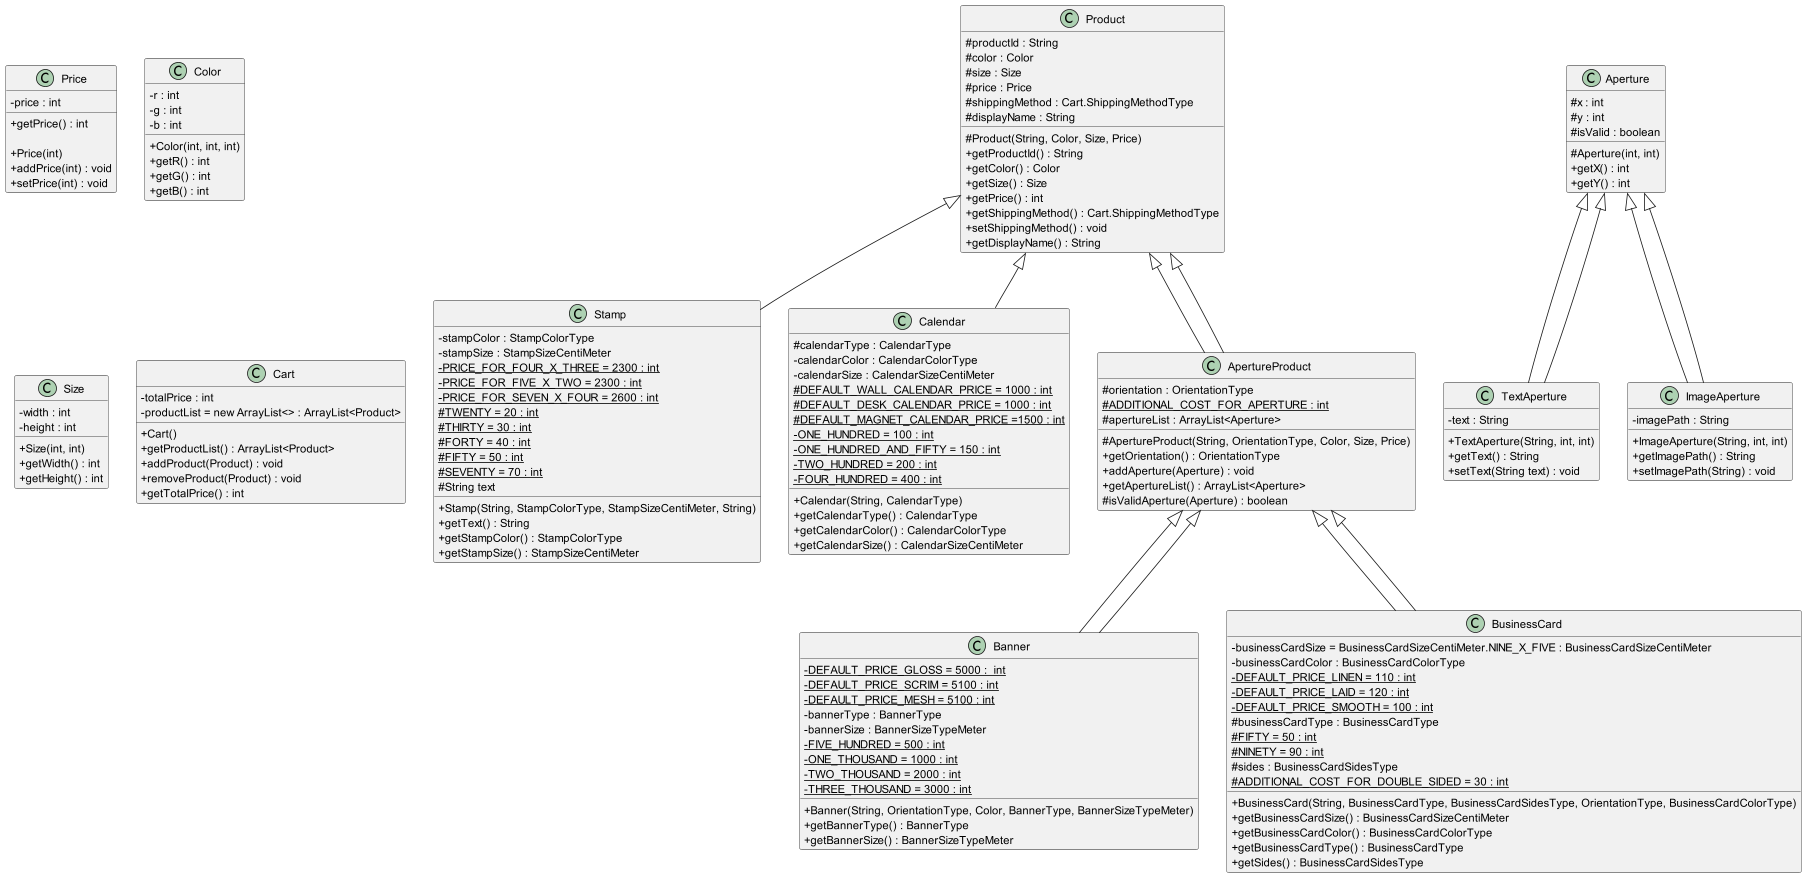 C Product
#productId : String
#color : Color
#size : Size
#price : Price
#shippingMethod : Cart.ShippingMethodType
#displayName : String
#Product(String, Color, Size, Price)
+getProductId() : String
+getColor() : Color
+getSize() : Size
+getPrice() : int
+getShippingMethod() : Cart.ShippingMethodType
+setShippingMethod() : void
+getDisplayName() : String
C Price
-price : int
+getPrice() : int
+Price(int)
+addPrice(int) : void
+setPrice(int) : void
C Color
-r : int
-g : int
-b : int
+Color(int, int, int)
+getR() : int
+getG() : int
+getB() : int
C Aperture
#x : int
#y : int
#isValid : boolean
#Aperture(int, int)
+getX() : int
+getY() : int
C Size
-width : int
-height : int
+Size(int, int)
+getWidth() : int
+getHeight() : int
C Cart
-totalPrice : int
-productList = new ArrayList<> : ArrayList<Product>
+Cart()
+getProductList() : ArrayList<Product>
+addProduct(Product) : void
+removeProduct(Product) : void
+getTotalPrice() : int
C Stamp
-stampColor : StampColorType
-stampSize : StampSizeCentiMeter
-PRICE_FOR_FOUR_X_THREE = 2300 : int
-PRICE_FOR_FIVE_X_TWO = 2300 : int
-PRICE_FOR_SEVEN_X_FOUR = 2600 : int
#TWENTY = 20 : int
#THIRTY = 30 : int
#FORTY = 40 : int
#FIFTY = 50 : int
#SEVENTY = 70 : int
#String text
+Stamp(String, StampColorType, StampSizeCentiMeter, String)
+getText() : String
+getStampColor() : StampColorType
+getStampSize() : StampSizeCentiMeter
C Calendar
#calendarType : CalendarType
-calendarColor : CalendarColorType
-calendarSize : CalendarSizeCentiMeter
#DEFAULT_WALL_CALENDAR_PRICE = 1000 : int
#DEFAULT_DESK_CALENDAR_PRICE = 1000 : int
#DEFAULT_MAGNET_CALENDAR_PRICE =1500 : int
-ONE_HUNDRED = 100 : int
-ONE_HUNDRED_AND_FIFTY = 150 : int
-TWO_HUNDRED = 200 : int
-FOUR_HUNDRED = 400 : int
+Calendar(String, CalendarType)
+getCalendarType() : CalendarType
+getCalendarColor() : CalendarColorType
+getCalendarSize() : CalendarSizeCentiMeter
C ApertureProduct
#orientation : OrientationType
#ADDITIONAL_COST_FOR_APERTURE : int
#apertureList : ArrayList<Aperture>
#ApertureProduct(String, OrientationType, Color, Size, Price)
+getOrientation() : OrientationType
+addAperture(Aperture) : void
+getApertureList() : ArrayList<Aperture>
#isValidAperture(Aperture) : boolean
C TextAperture
-text : String
+TextAperture(String, int, int)
+getText() : String
+setText(String text) : void
C ImageAperture
-imagePath : String
+ImageAperture(String, int, int)
+getImagePath() : String
+setImagePath(String) : void
C Banner
-DEFAULT_PRICE_GLOSS = 5000 :  int
-DEFAULT_PRICE_SCRIM = 5100 : int
-DEFAULT_PRICE_MESH = 5100 : int
-bannerType : BannerType
-bannerSize : BannerSizeTypeMeter
-FIVE_HUNDRED = 500 : int
-ONE_THOUSAND = 1000 : int
-TWO_THOUSAND = 2000 : int
-THREE_THOUSAND = 3000 : int
+Banner(String, OrientationType, Color, BannerType, BannerSizeTypeMeter)
+getBannerType() : BannerType
+getBannerSize() : BannerSizeTypeMeter
C BusinessCard
-businessCardSize = BusinessCardSizeCentiMeter.NINE_X_FIVE : BusinessCardSizeCentiMeter
-businessCardColor : BusinessCardColorType
-DEFAULT_PRICE_LINEN = 110 : int
-DEFAULT_PRICE_LAID = 120 : int
-DEFAULT_PRICE_SMOOTH = 100 : int
#businessCardType : BusinessCardType
#FIFTY = 50 : int
#NINETY = 90 : int
#sides : BusinessCardSidesType
#ADDITIONAL_COST_FOR_DOUBLE_SIDED = 30 : int
+BusinessCard(String, BusinessCardType, BusinessCardSidesType, OrientationType, BusinessCardColorType)
+getBusinessCardSize() : BusinessCardSizeCentiMeter
+getBusinessCardColor() : BusinessCardColorType
+getBusinessCardType() : BusinessCardType
+getSides() : BusinessCardSidesType